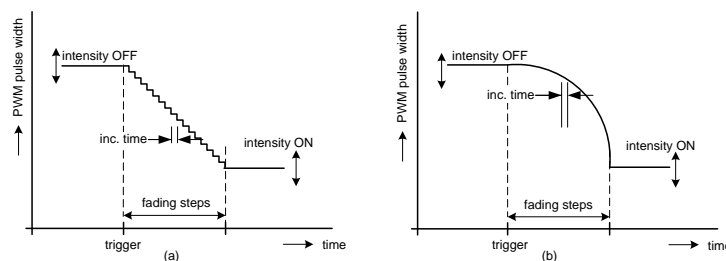 PWM pulse width
intensity OFF
inc. time
intensity ON
fading steps
trigger
time
(a)
PWM pulse width
intensity OFF
inc. time
intensity ON
fading steps
trigger
time
(b)